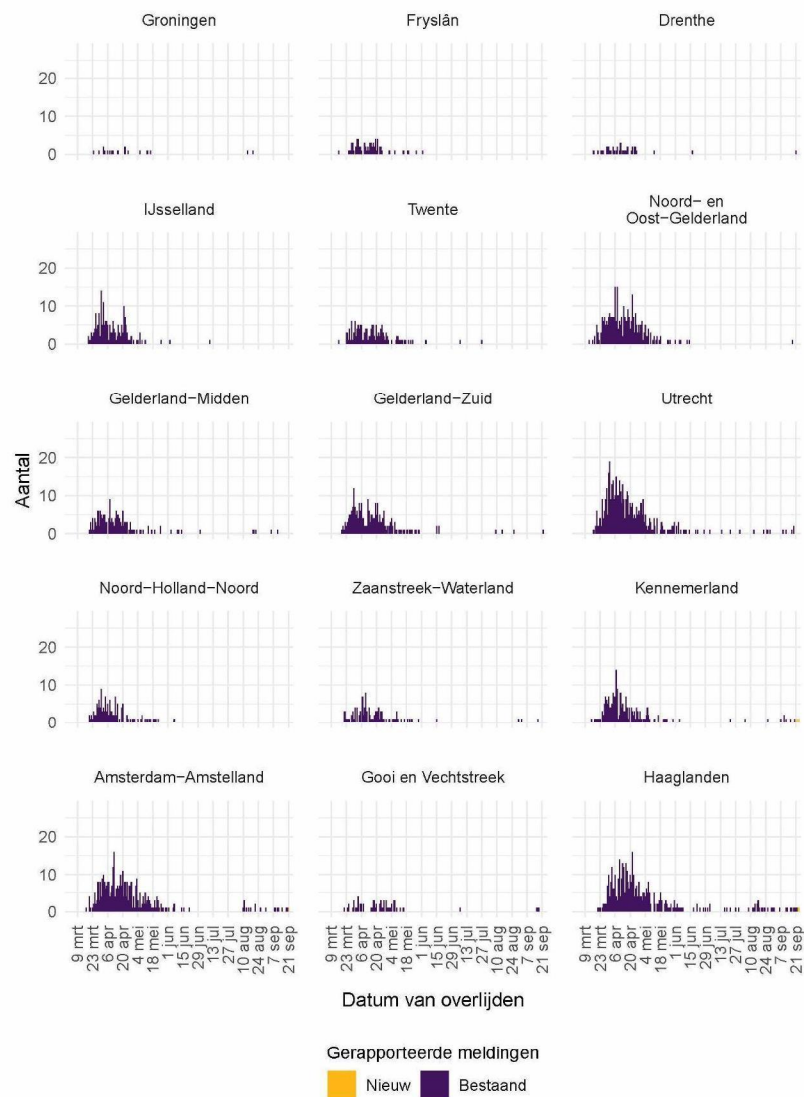 Groningen Fryslân Drenthe
20
10
0
IJsselland Twente Noord− en
Oost−Gelderland
20
10
0
Gelderland−Midden Gelderland−Zuid Utrecht
Aantal
20
10
0
Noord−Holland−Noord Zaanstreek−Waterland Kennemerland
20
10
0
Amsterdam−Amstelland Gooi en Vechtstreek Haaglanden
20
10
0
9 mrt 23 mrt 6 apr 20 apr 4 mei 18 mei 1 jun 15 jun 29 jun 13 jul 27 jul 10 aug 24 aug 7 sep 21 sep
9 mrt 23 mrt 6 apr 20 apr 4 mei 18 mei 1 jun 15 jun 29 jun 13 jul 27 jul 10 aug 24 aug 7 sep 21 sep
9 mrt 23 mrt 6 apr 20 apr 4 mei 18 mei 1 jun 15 jun 29 jun 13 jul 27 jul 10 aug 24 aug 7 sep 21 sep
Datum van overlijden
Gerapporteerde meldingen
Nieuw Bestaand